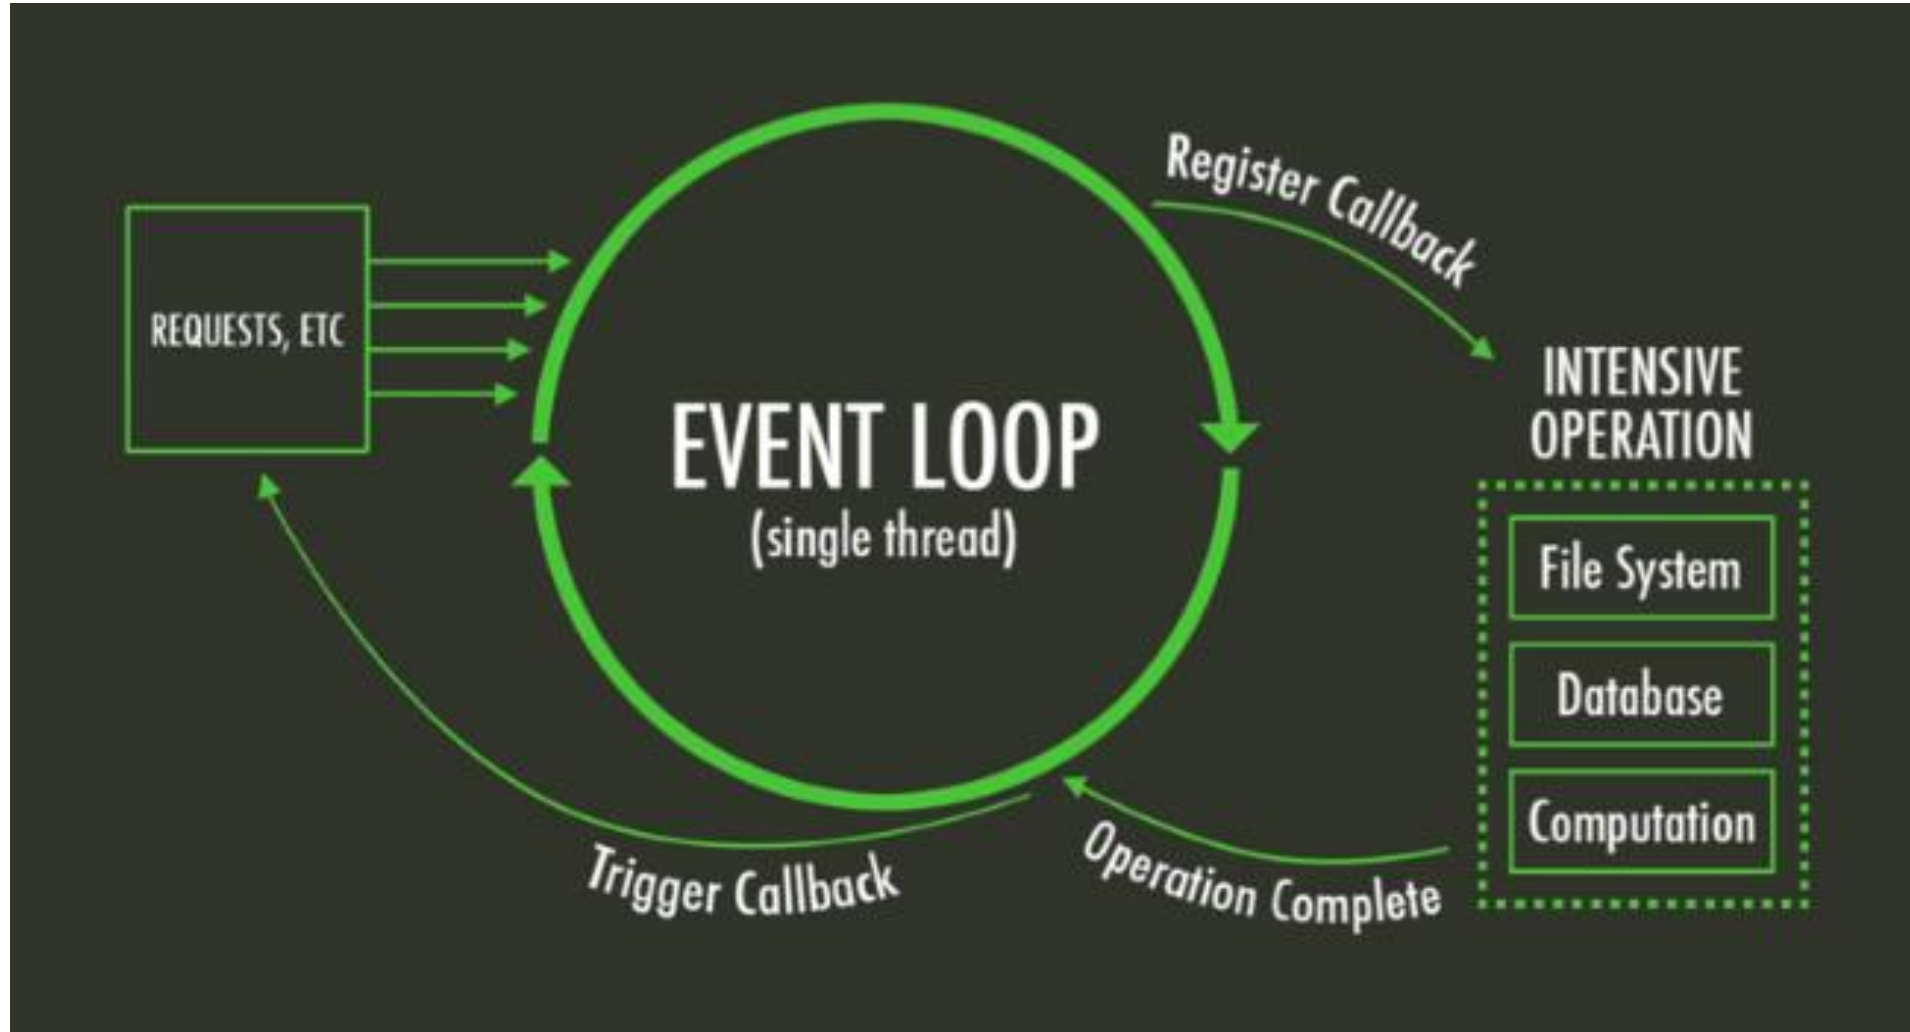 Register Callback
REQUESTS, ETC
INTENSIVE
OPERATION
EVENT LOOP
(single thread)
File System
Database
Computation
Trigger Callback
Operation Complete